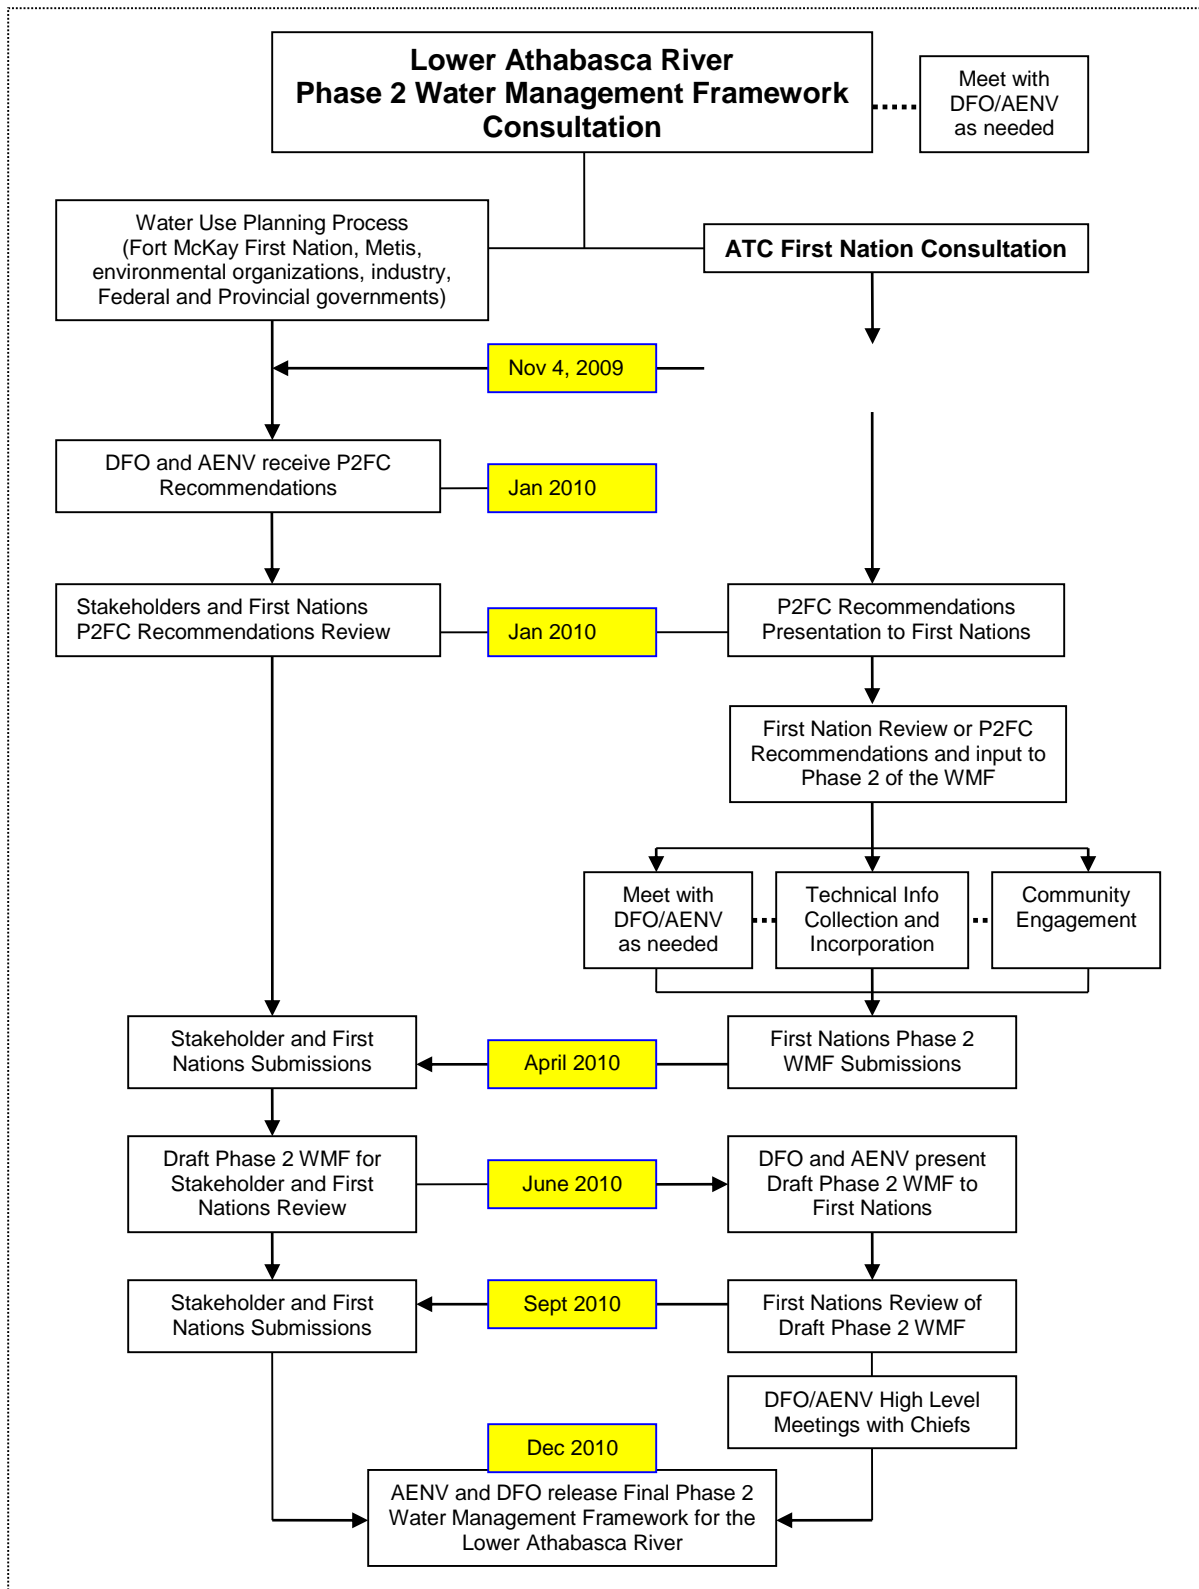 Lower Athabasca River
Phase 2 Water Management Framework
Consultation
Meet with
DFO/AENV
as needed
Water Use Planning Process
(Fort McKay First Nation, Metis,
environmental organizations, industry,
Federal and Provincial governments)
ATC First Nation Consultation
Nov 4, 2009
DFO and AENV receive P2FC
Recommendations
Jan 2010
Stakeholders and First Nations
P2FC Recommendations Review
Jan 2010
P2FC Recommendations
Presentation to First Nations
First Nation Review or P2FC
Recommendations and input to
Phase 2 of the WMF
Meet with
DFO/AENV
as needed
Technical Info
Collection and
Incorporation
Community
Engagement
Stakeholder and First
Nations Submissions
April 2010
First Nations Phase 2
WMF Submissions
Draft Phase 2 WMF for
Stakeholder and First
Nations Review
June 2010
DFO and AENV present
Draft Phase 2 WMF to
First Nations
Stakeholder and First
Nations Submissions
Sept 2010
First Nations Review of
Draft Phase 2 WMF
DFO/AENV High Level
Meetings with Chiefs
Dec 2010
AENV and DFO release Final Phase 2
Water Management Framework for the
Lower Athabasca River